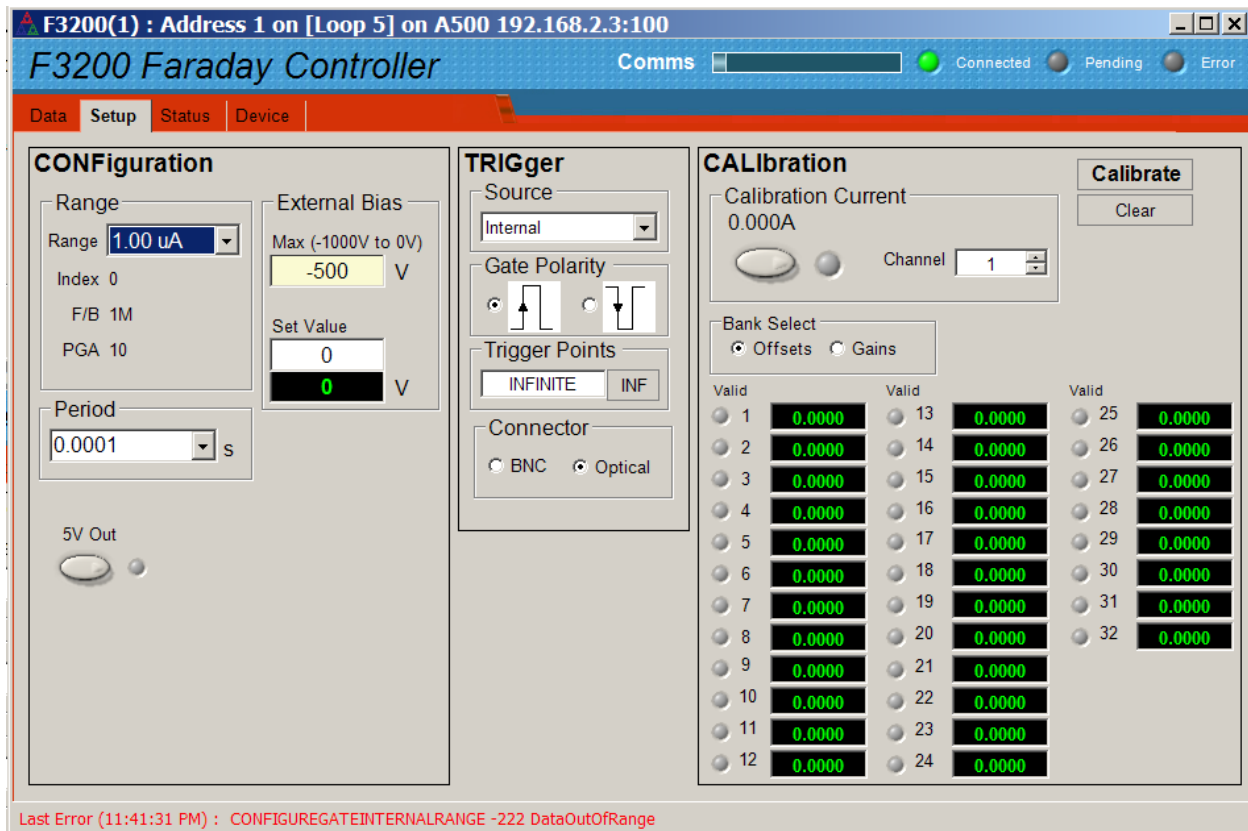 F3200(1) : Address 1 on [Loop 5] on A500 192.168.2.3:100
F3200 Faraday Controller
Comms
Connected
Pending
Error
Data
Setup
Status
Device
CONFiguration
Range
Range 1.00 uA
Index 0
F/B 1M
PGA 10
External Bias
Max (-1000V to 0V)
-500 V
Set Value
0
0 V
Period
0.0001 s
5V Out
TRIGger
Source
Internal
Gate Polarity
Trigger Points
INFINITE INF
Connector
BNC Optical
CALIbration
Calibrate
Clear
Calibration Current
0.000A
Channel 1
Bank Select
Offsets Gains
Valid Valid Valid
1 0.0000 13 0.0000 25 0.0000
2 0.0000 14 0.0000 26 0.0000
3 0.0000 15 0.0000 27 0.0000
4 0.0000 16 0.0000 28 0.0000
5 0.0000 17 0.0000 29 0.0000
6 0.0000 18 0.0000 30 0.0000
7 0.0000 19 0.0000 31 0.0000
8 0.0000 20 0.0000 32 0.0000
9 0.0000 21 0.0000
10 0.0000 22 0.0000
11 0.0000 23 0.0000
12 0.0000 24 0.0000
Last Error (11:41:31 PM) : CONFIGUREGATEINTERNALRANGE -222 DataOutOfRange